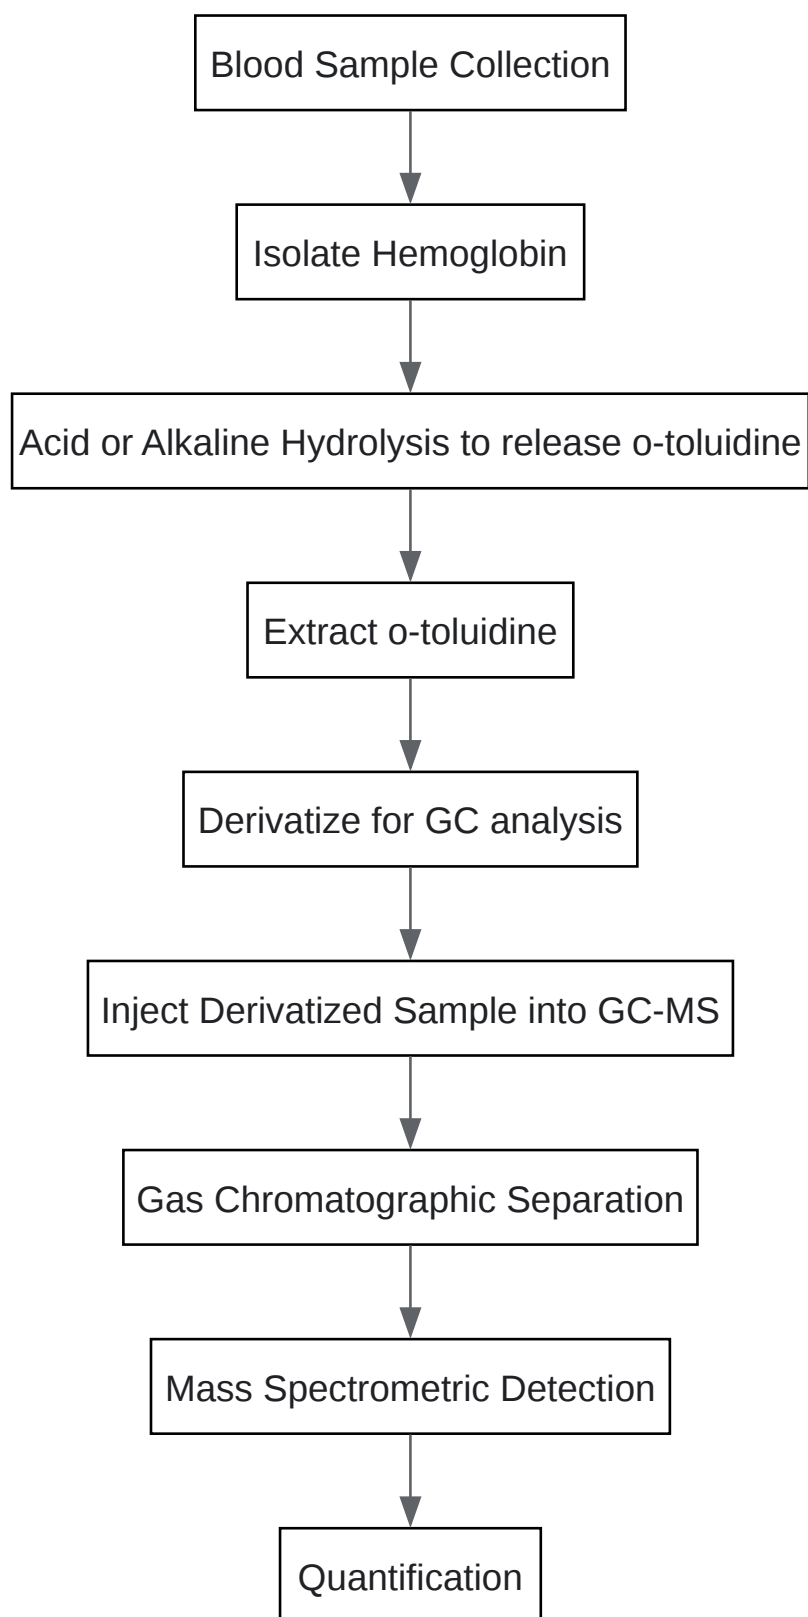 Blood Sample Collection
Isolate Hemoglobin
Acid or Alkaline Hydrolysis to release o-toluidine
Extract o-toluidine
Derivatize for GC analysis
Inject Derivatized Sample into GC-MS
Gas Chromatographic Separation
Mass Spectrometric Detection
Quantification